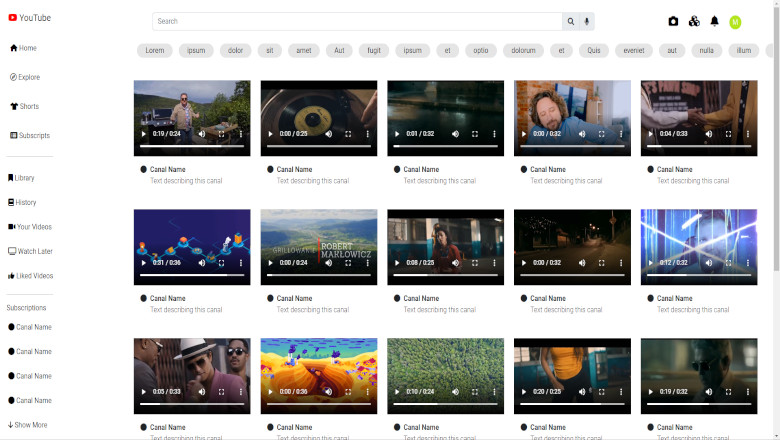 YouTube
Search
M
Home
Explore
Shorts
Subscripts
Library
History
Your Videos
Watch Later
Liked Videos
Subscriptions
Canal Name
Canal Name
Canal Name
Canal Name
Show More
Lorem ipsum dolor sit amet Aut fugit ipsum et optio dolorum et Quis eveniet aut nulla illum
0:19 / 0:24 0:00 / 0:25 0:01 / 0:32 0:00 / 0:32 0:04 / 0:33
Canal Name Canal Name Canal Name Canal Name Canal Name
Text describing this canal Text describing this canal Text describing this canal Text describing this canal Text describing this canal
GRILLOWAŁ ROBERT
MAKŁOWICZ
0:31 / 0:36 0:00 / 0:24 0:08 / 0:25 0:00 / 0:32 0:12 / 0:32
Canal Name Canal Name Canal Name Canal Name Canal Name
Text describing this canal Text describing this canal Text describing this canal Text describing this canal Text describing this canal
0:05 / 0:33 0:00 / 0:36 0:10 / 0:24 0:20 / 0:25 0:19 / 0:32
Canal Name Canal Name Canal Name Canal Name Canal Name
Text describing this canal Text describing this canal Text describing this canal Text describing this canal Text describing this canal